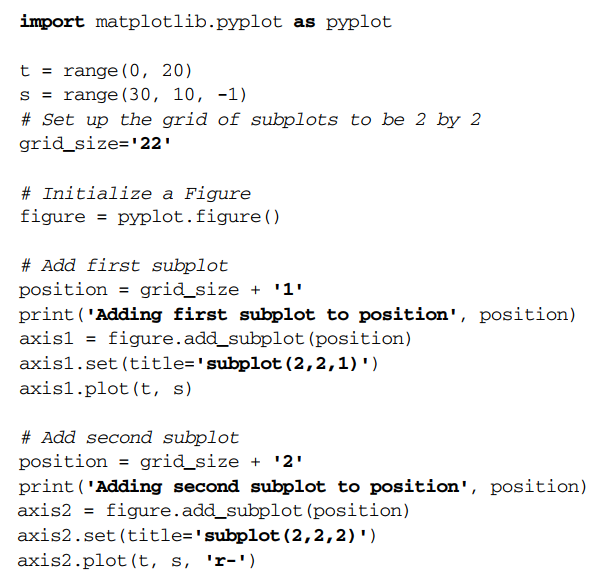 import matplotlib.pyplot as pyplot
t = range(0, 20)
s = range(30, 10, -1)
# Set up the grid of subplots to be 2 by 2
grid_size='22'
# Initialize a Figure
figure = pyplot.figure()
# Add first subplot
position = grid_size + '1'
print('Adding first subplot to position', position)
axis1 = figure.add_subplot(position)
axis1.set(title='subplot(2,2,1)')
axis1.plot(t, s)
# Add second subplot
position = grid_size + '2'
print('Adding second subplot to position', position)
axis2 = figure.add_subplot(position)
axis2.set(title='subplot(2,2,2)')
axis2.plot(t, s, 'r-')